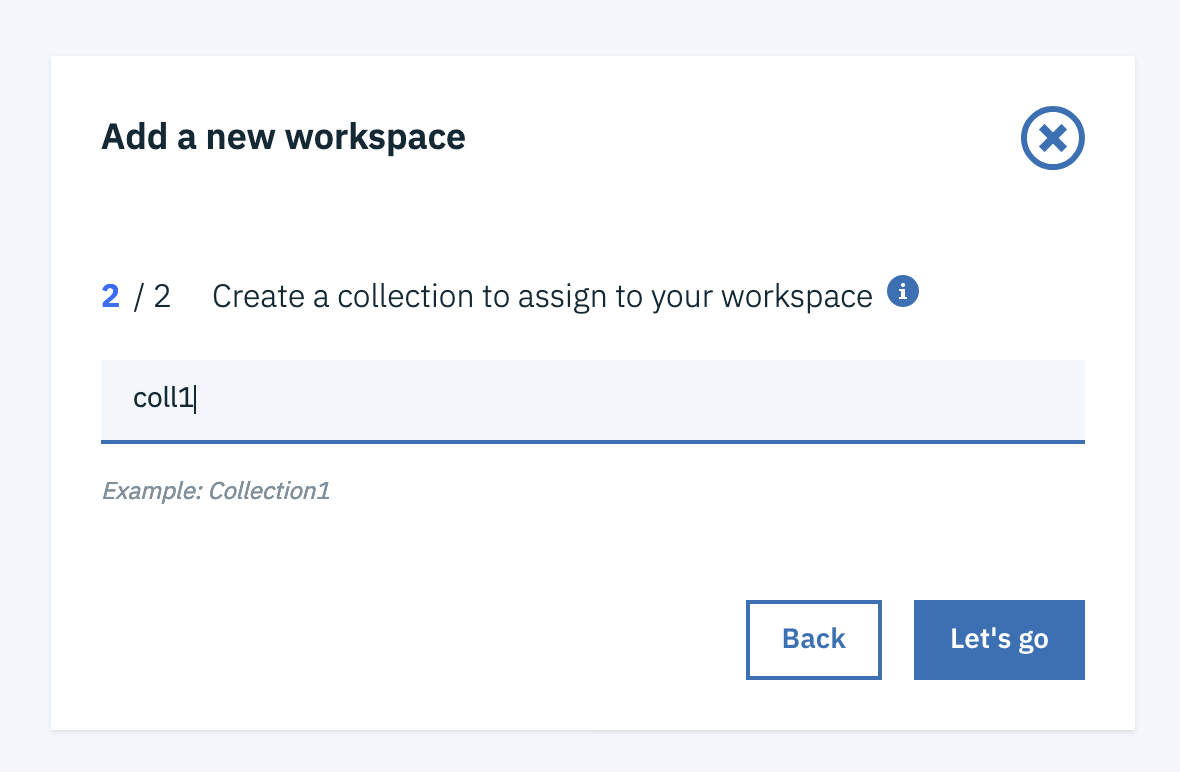 Add a new workspace
2 / 2 Create a collection to assign to your workspace
coll1
Example: Collection1
Back Let's go